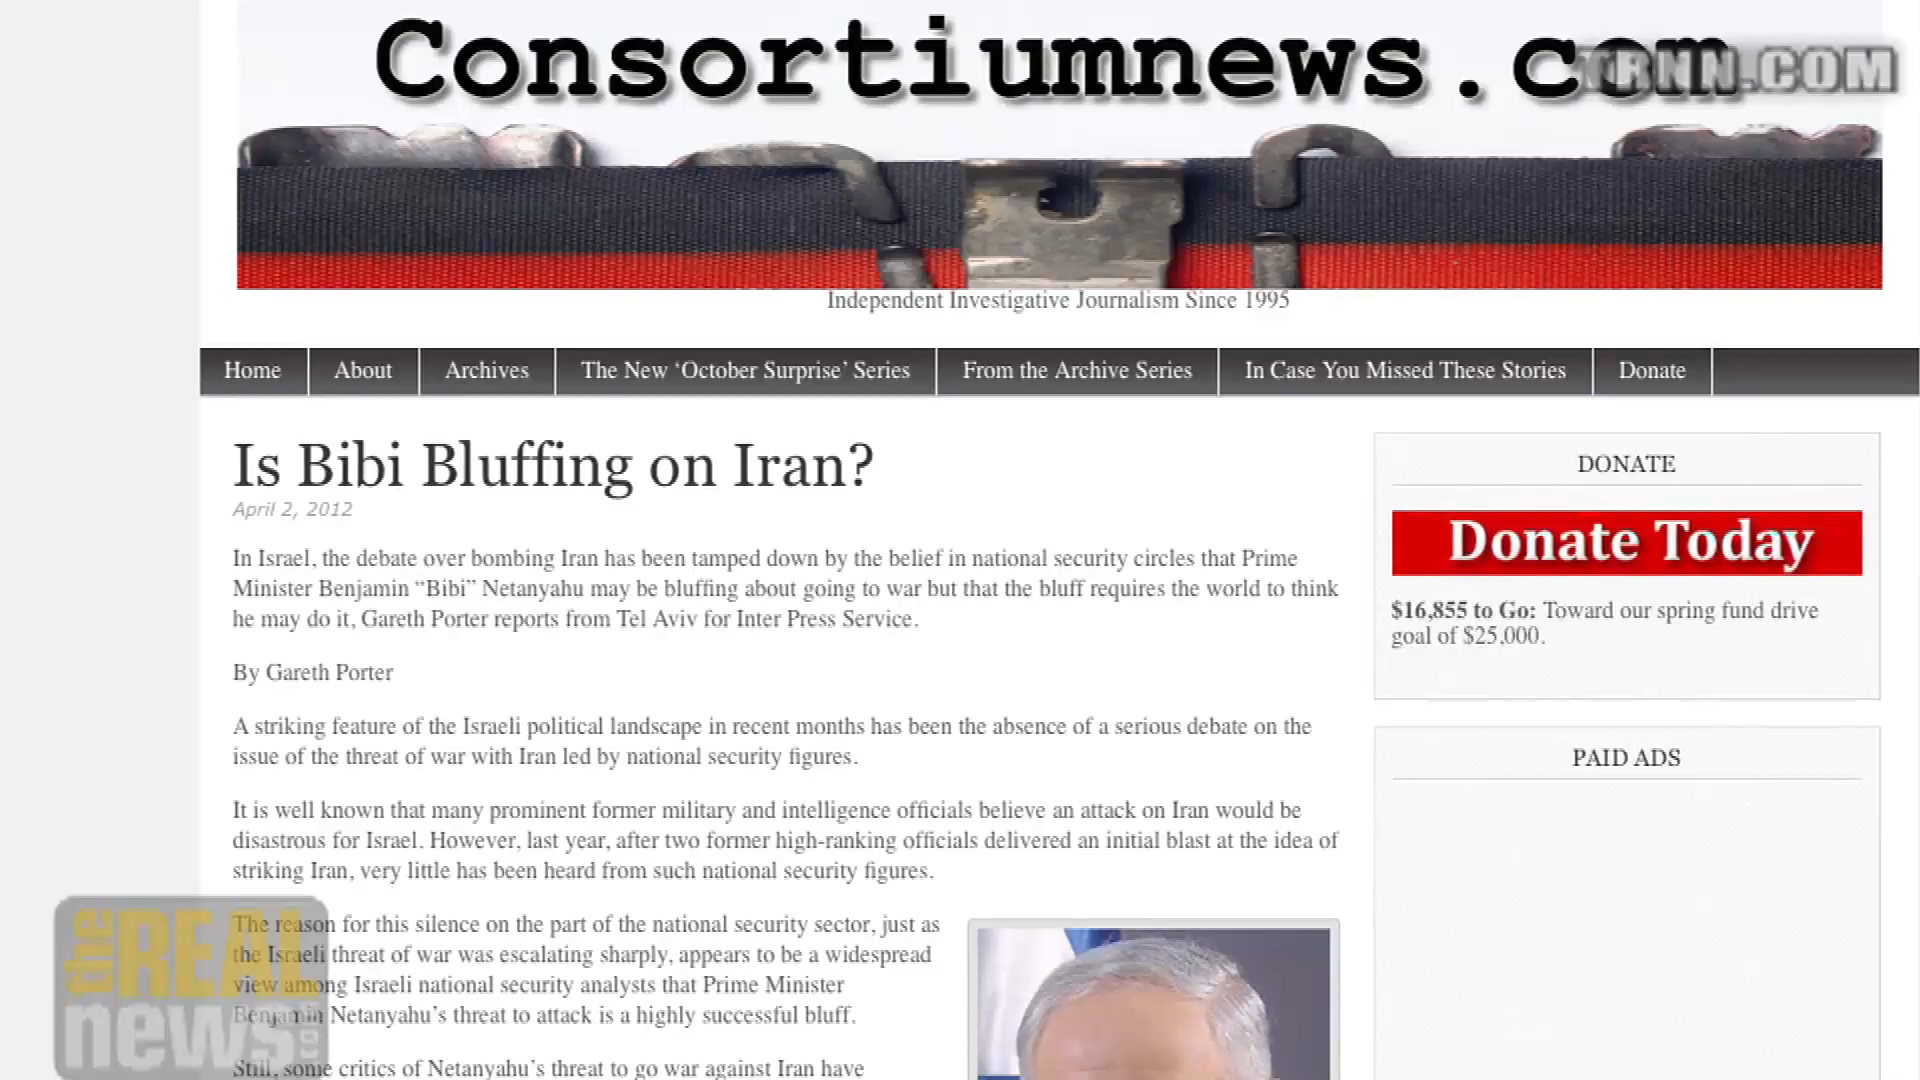 Consortiumnews.com
TRNN.COM
Independent Investigative Journalism Since 1995
Home
About
Archives
The New ‘October Surprise’ Series
From the Archive Series
In Case You Missed These Stories
Donate
Is Bibi Bluffing on Iran?
April 2, 2012
In Israel, the debate over bombing Iran has been tamped down by the belief in national security circles that Prime
Minister Benjamin “Bibi” Netanyahu may be bluffing about going to war but that the bluff requires the world to think
he may do it, Gareth Porter reports from Tel Aviv for Inter Press Service.
By Gareth Porter
A striking feature of the Israeli political landscape in recent months has been the absence of a serious debate on the
issue of the threat of war with Iran led by national security figures.
It is well known that many prominent former military and intelligence officials believe an attack on Iran would be
disastrous for Israel. However, last year, after two former high-ranking officials delivered an initial blast at the idea of
striking Iran, very little has been heard from such national security figures.
The reason for this silence on the part of the national security sector, just as
the Israeli threat of war was escalating sharply, appears to be a widespread
view among Israeli national security analysts that Prime Minister
Benjamin Netanyahu’s threat to attack is a highly successful bluff.
Still, some critics of Netanyahu’s threat to go war against Iran have
DONATE
Donate Today
$16,855 to Go: Toward our spring fund drive
goal of $25,000.
PAID ADS
the REAL
news.com